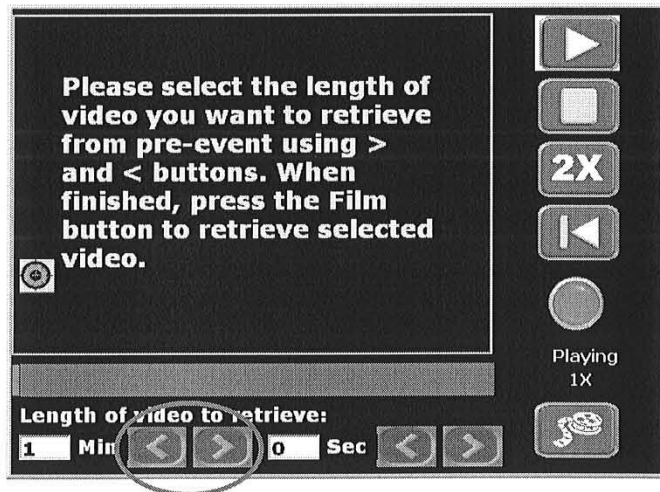 Please select the length of
video you want to retrieve
from pre-event using >
and < buttons. When
finished, press the Film
button to retrieve selected
video.
2X
Playing
1X
Length of video to retrieve:
1 Min < > 0 Sec < >